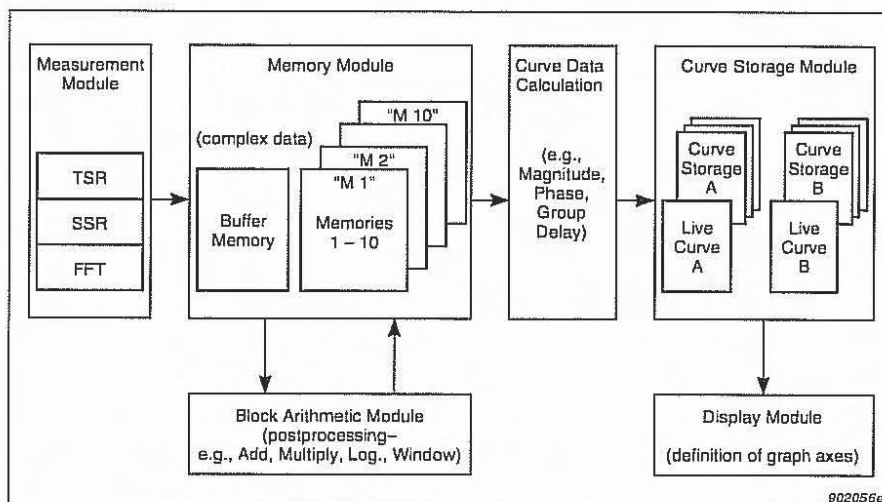 Measurement
Module
TSR
SSR
FFT
Memory Module
(complex data)
"M 10"
"M 2"
"M 1"
Buffer
Memory
Memories
1 – 10
Curve Data
Calculation
(e.g.,
Magnitude,
Phase,
Group
Delay)
Curve Storage Module
Curve
Storage
A
Live
Curve
A
Curve
Storage
B
Live
Curve
B
Block Arithmetic Module
(postprocessing–
e.g., Add, Multiply, Log., Window)
Display Module
(definition of graph axes)
902056e